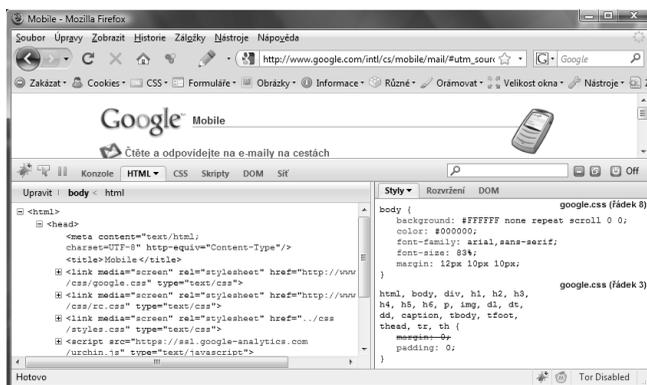 Mobile - Mozilla Firefox
Soubor Úpravy Zobrazit Historie Záložky Nástroje Nápověda
http://www.google.com/intl/cs/mobile/mail/#utm_sour
G Google
Zakázat Cookies CSS Formuláře Obrázky Informace Různé Orámovat Velikost okna Nástroje
Google Mobile
Čtěte a odpovídejte na e-maily na cestách
Konzole HTML CSS Skripty DOM Síť
Off
Upravit body < html
<html>
<head>
<meta content="text/html;
charset=UTF-8" http-equiv="Content-Type"/>
<title>Mobile</title>
<link media="screen" rel="stylesheet" href="http://www
/css/google.css" type="text/css">
<link media="screen" rel="stylesheet" href="http://www
/css/rc.css" type="text/css">
<link media="screen" rel="stylesheet" href="../css
/styles.css" type="text/css">
<script src="https://ssl.google-analytics.com
/urchin.js" type="text/javascript">
Styly Rozvržení DOM
google.css (řádek 8)
body {
background: #FFFFFF none repeat scroll 0 0;
color: #000000;
font-family: arial,sans-serif;
font-size: 83%;
margin: 12px 10px 10px;
}
google.css (řádek 3)
html, body, div, h1, h2, h3,
h4, h5, h6, p, img, dl, dt,
dd, caption, tbody, tfoot,
thead, tr, th {
margin: 0;
padding: 0;
}
Hotovo
Tor Disabled